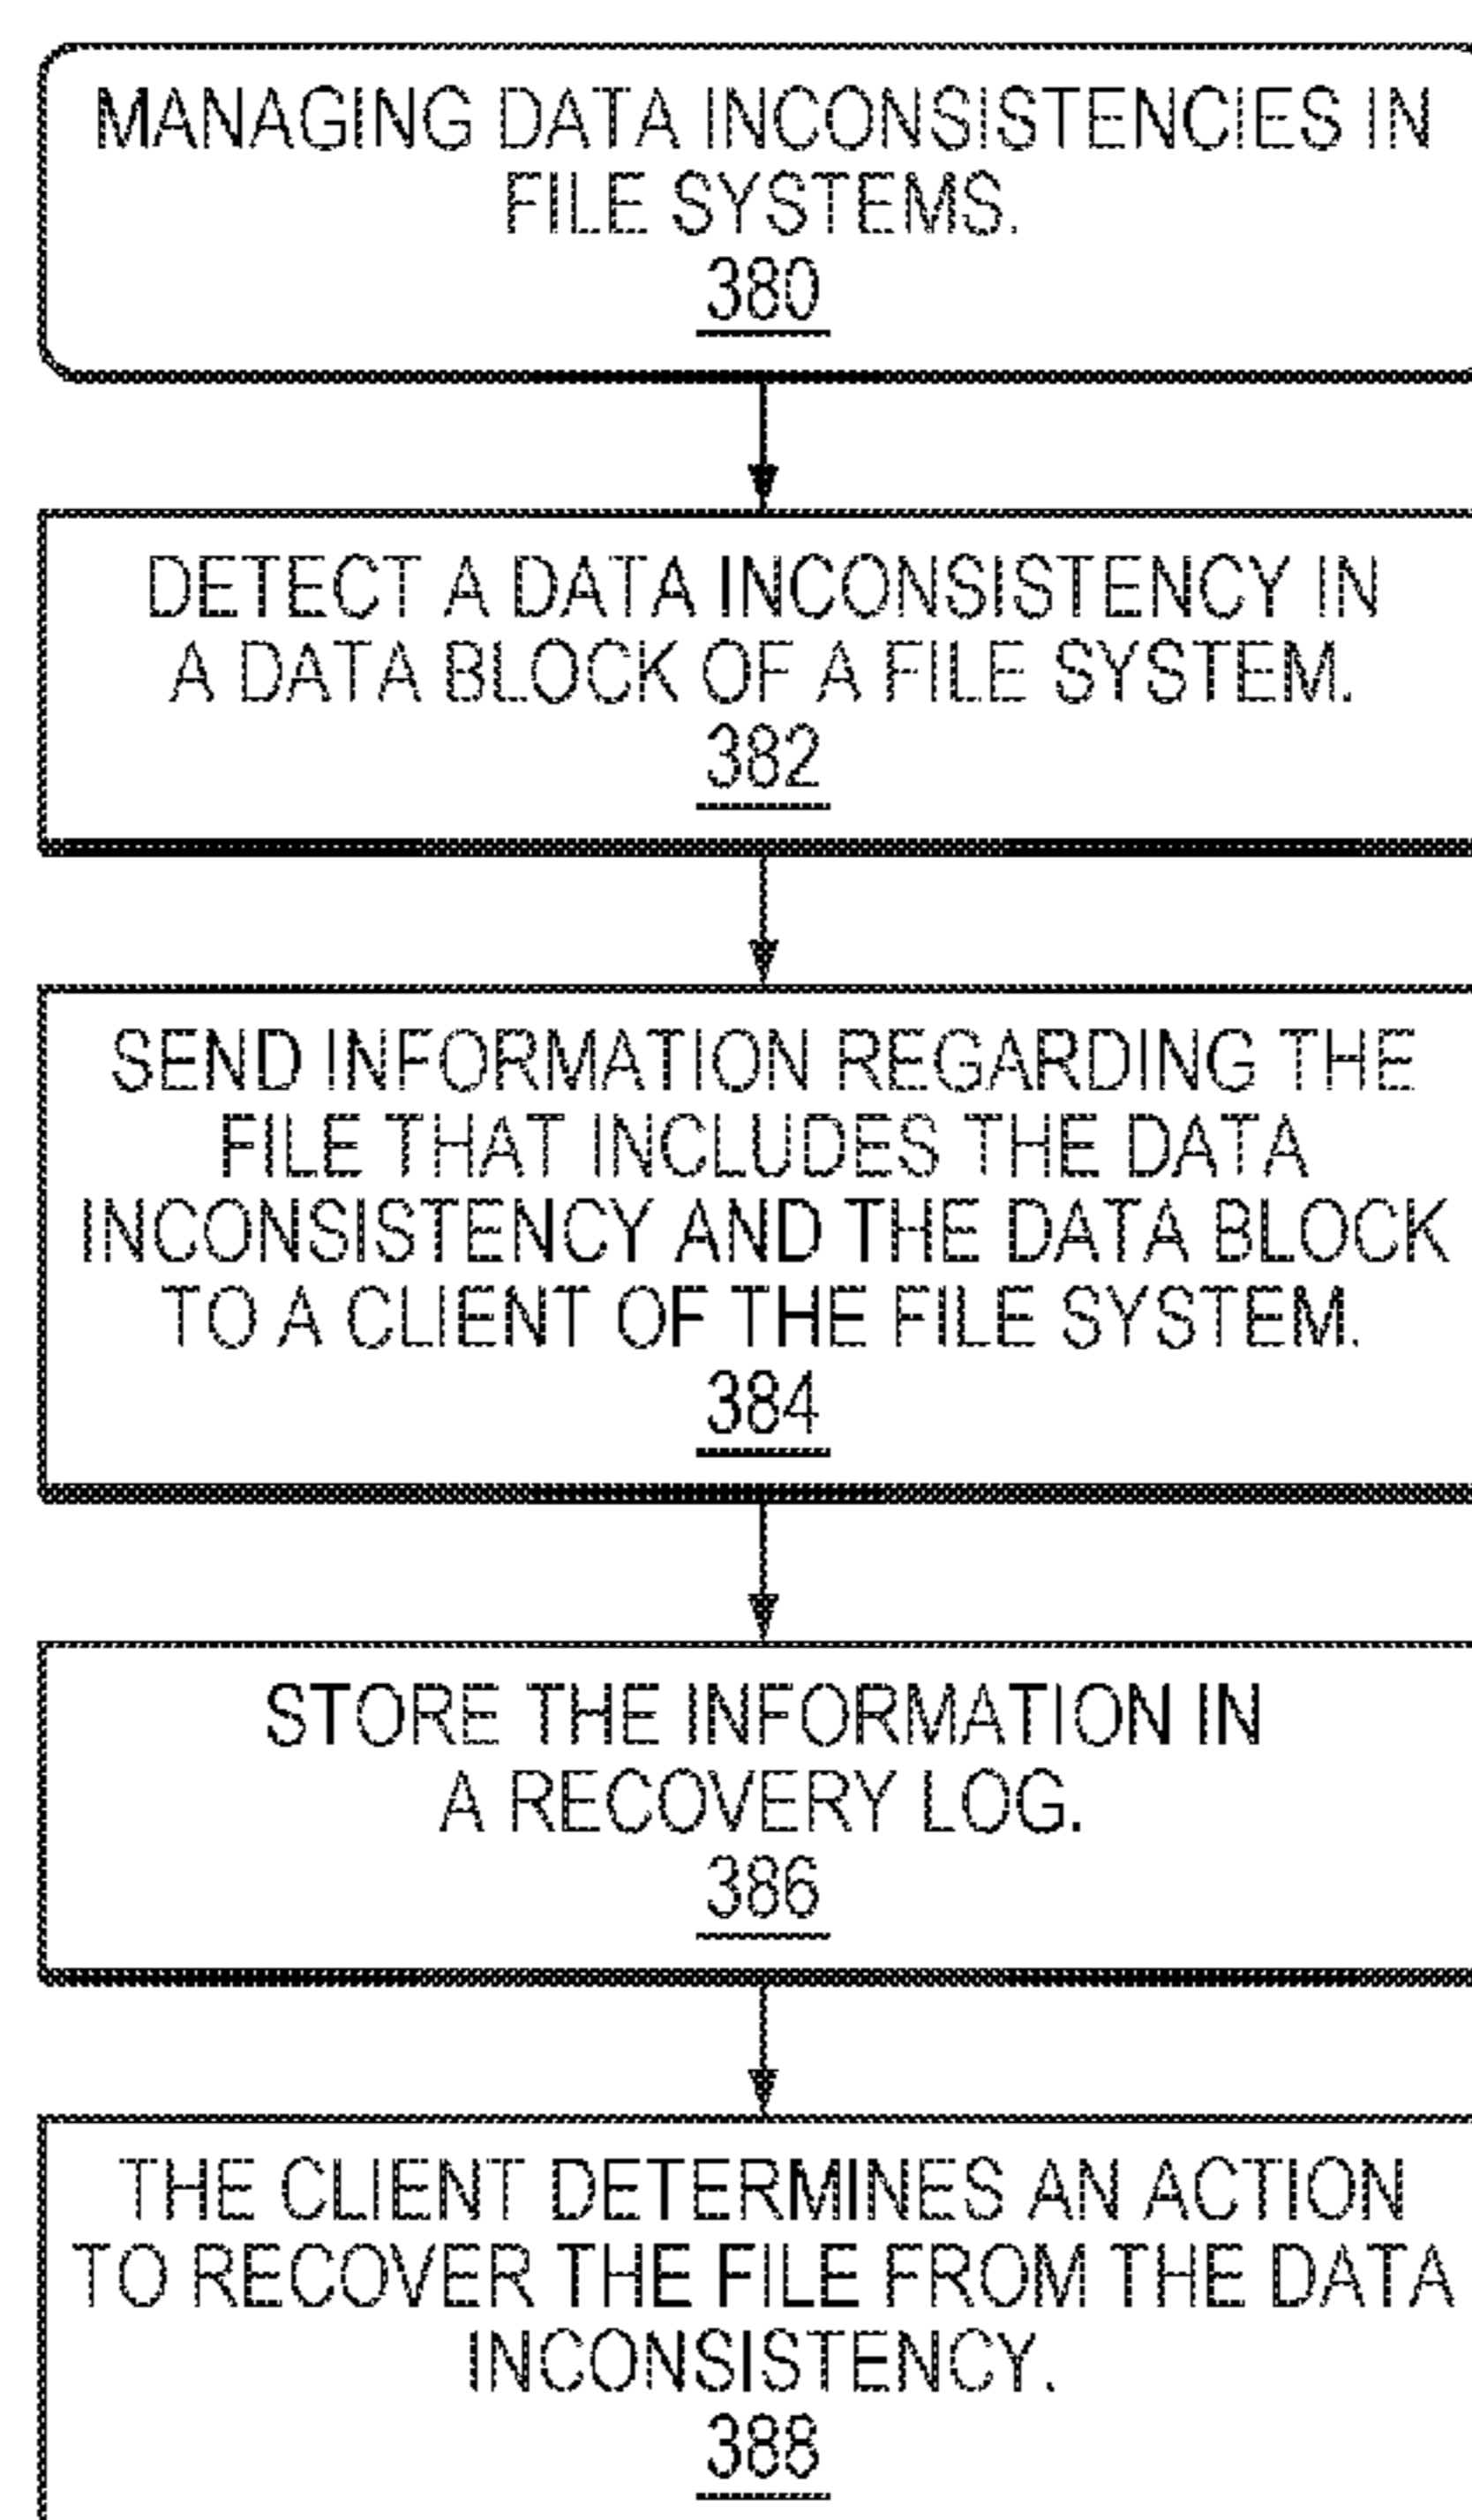 MANAGING DATA INCONSISTENCIES IN
FILE SYSTEMS.
380
DETECT A DATA INCONSISTENCY IN
A DATA BLOCK OF A FILE SYSTEM.
382
SEND INFORMATION REGARDING THE
FILE THAT INCLUDES THE DATA
INCONSISTENCY AND THE DATA BLOCK
TO A CLIENT OF THE FILE SYSTEM.
384
STORE THE INFORMATION IN
A RECOVERY LOG.
386
THE CLIENT DETERMINES AN ACTION
TO RECOVER THE FILE FROM THE DATA
INCONSISTENCY.
388